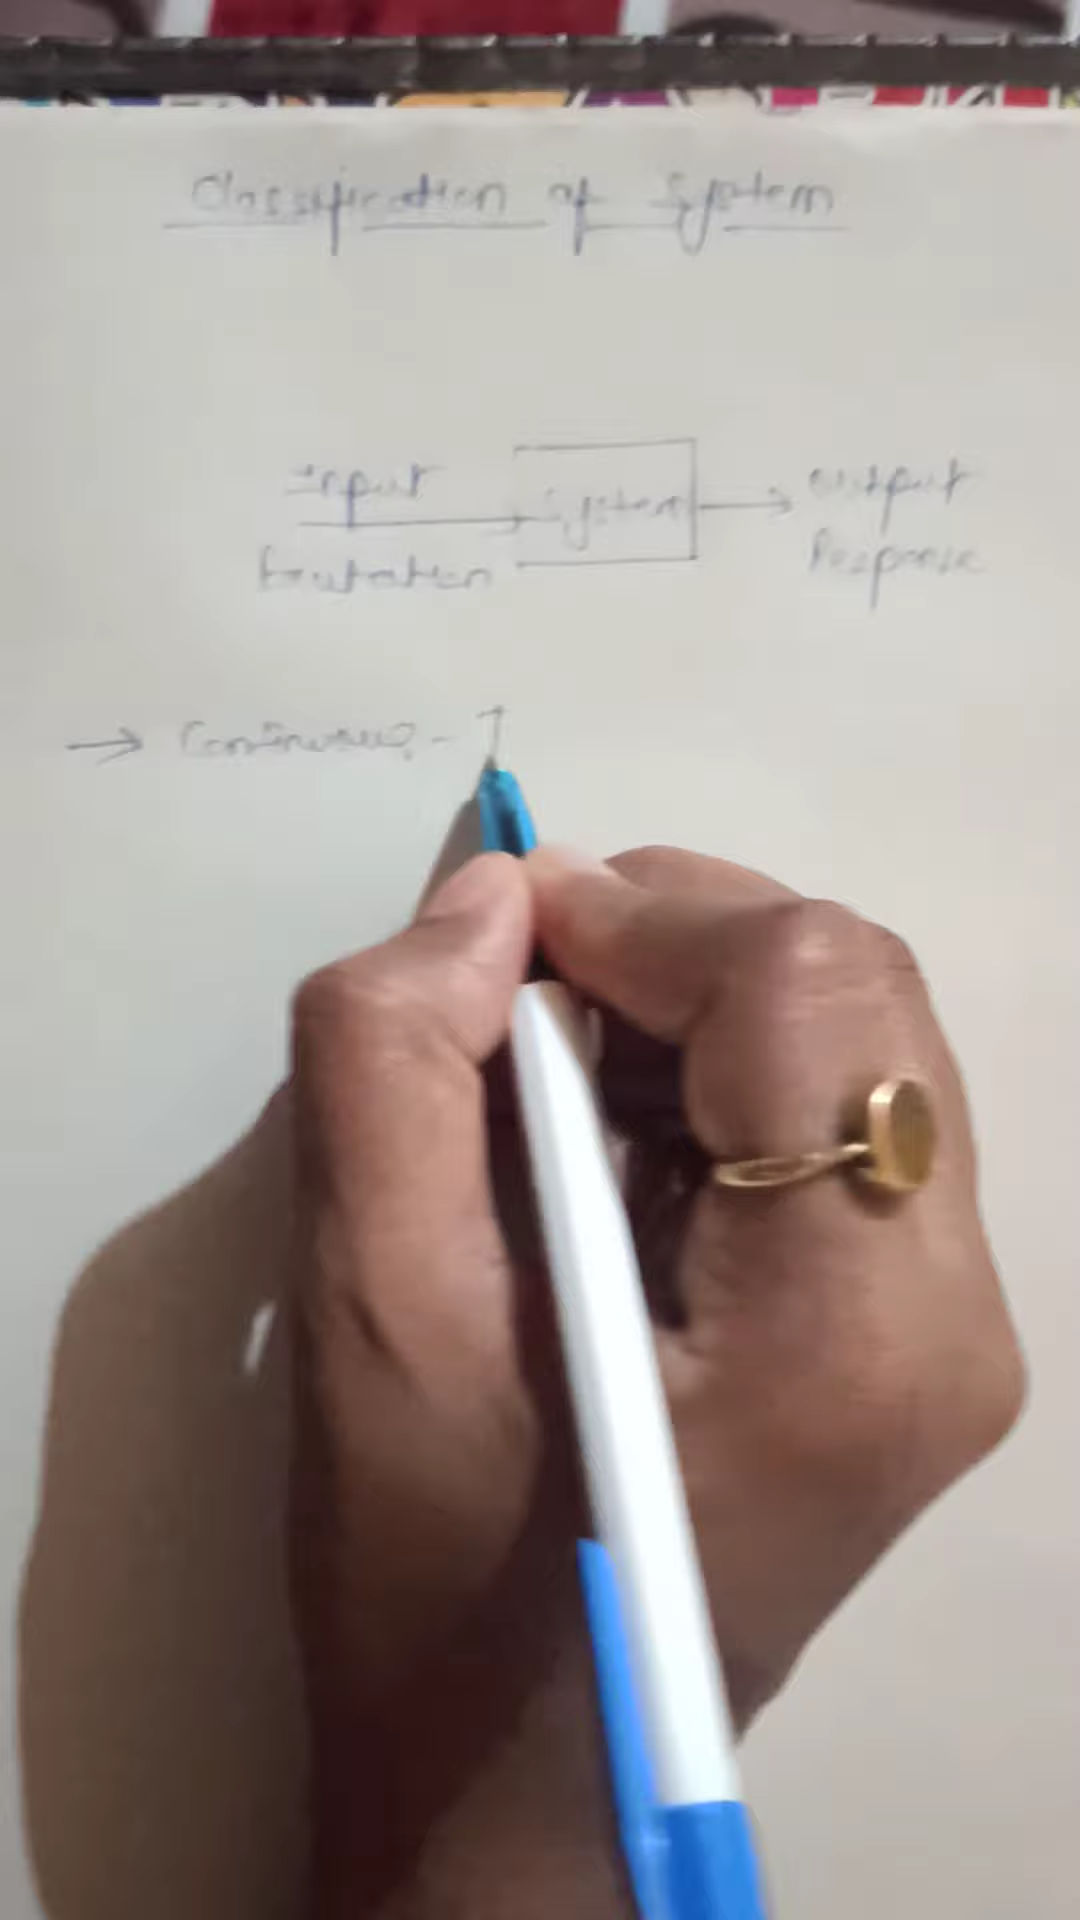 Classification of System
Input
System
Output
Excitation
Response
→ Continuous - T